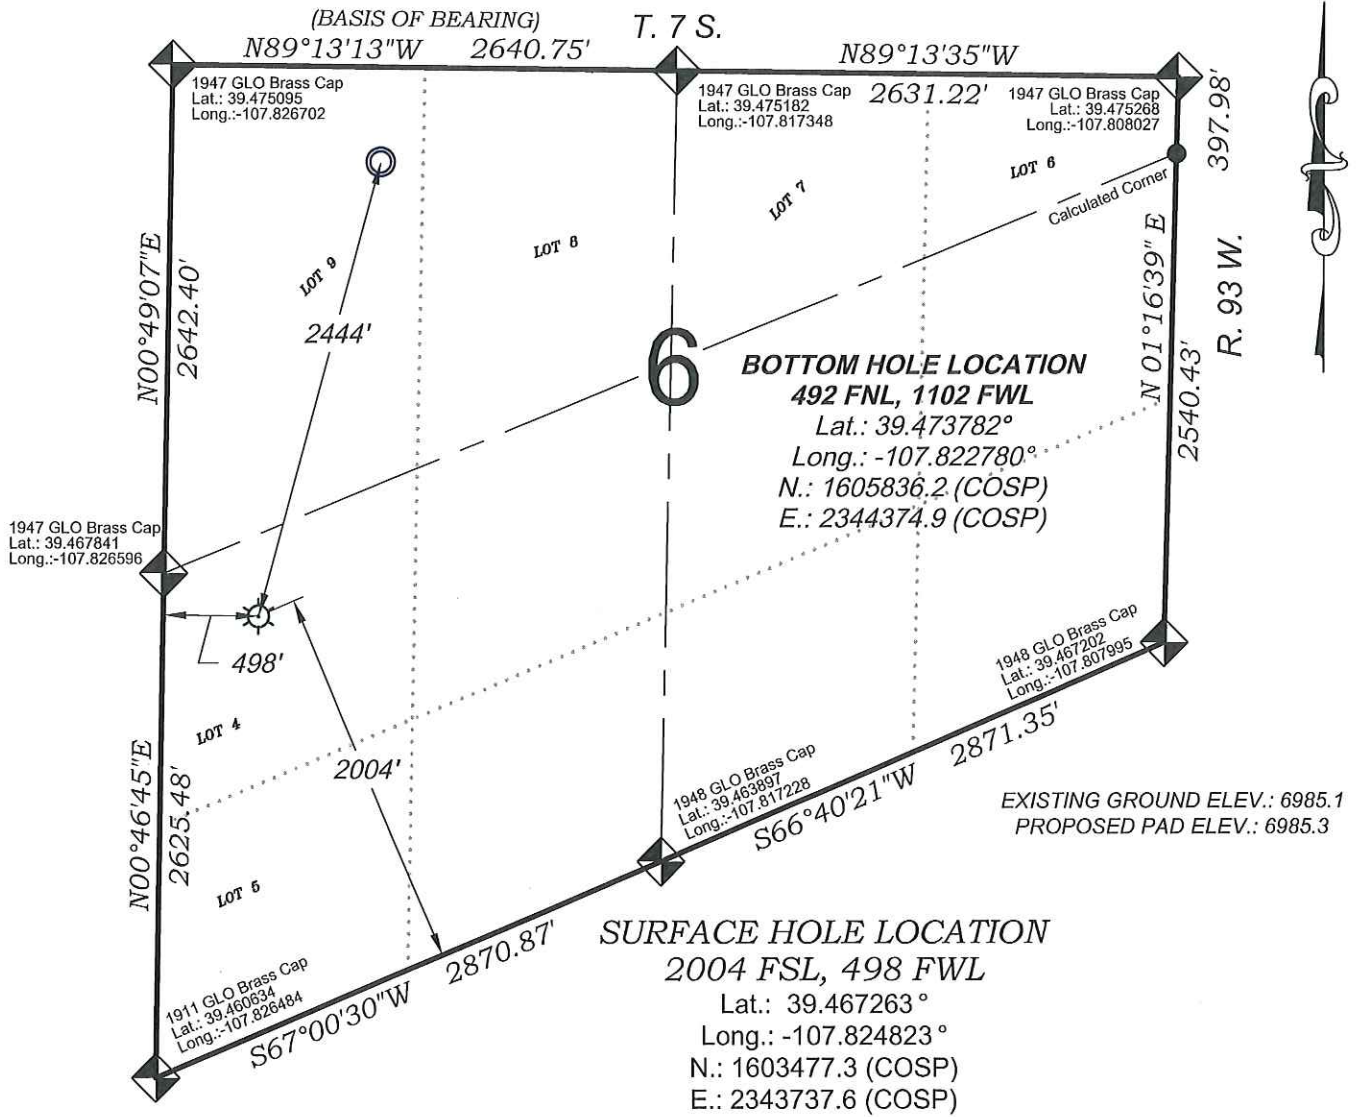 (BASIS OF BEARING)
T. 7 S.
N89°13'13"W 2640.75'
N89°13'35"W
2631.22'
1947 GLO Brass Cap
Lat.: 39.475095
Long.:-107.826702
1947 GLO Brass Cap
Lat.: 39.475182
Long.:-107.817348
1947 GLO Brass Cap
Lat.: 39.475268
Long.:-107.808027
397.98'
LOT 6
LOT 7
Calculated Corner
LOT 8
LOT 9
R. 93 W.
N00°49'07"E
2642.40'
N 01°16'39" E
2540.43'
2444'
6
BOTTOM HOLE LOCATION
492 FNL, 1102 FWL
Lat.: 39.473782°
Long.: -107.822780°
N.: 1605836.2 (COSP)
E.: 2344374.9 (COSP)
1947 GLO Brass Cap
Lat.: 39.467841
Long.:-107.826596
498'
1948 GLO Brass Cap
Lat.: 39.467202
Long.:-107.807995
LOT 4
2004'
N00°46'45"E
2625.48'
1948 GLO Brass Cap
Lat.: 39.463897
Long.:-107.817228
2871.35'
S66°40'21"W
EXISTING GROUND ELEV.: 6985.1
PROPOSED PAD ELEV.: 6985.3
LOT 5
2870.87'
S67°00'30"W
1911 GLO Brass Cap
Lat.: 39.460634
Long.:-107.826484
SURFACE HOLE LOCATION
2004 FSL, 498 FWL
Lat.: 39.467263°
Long.: -107.824823°
N.: 1603477.3 (COSP)
E.: 2343737.6 (COSP)